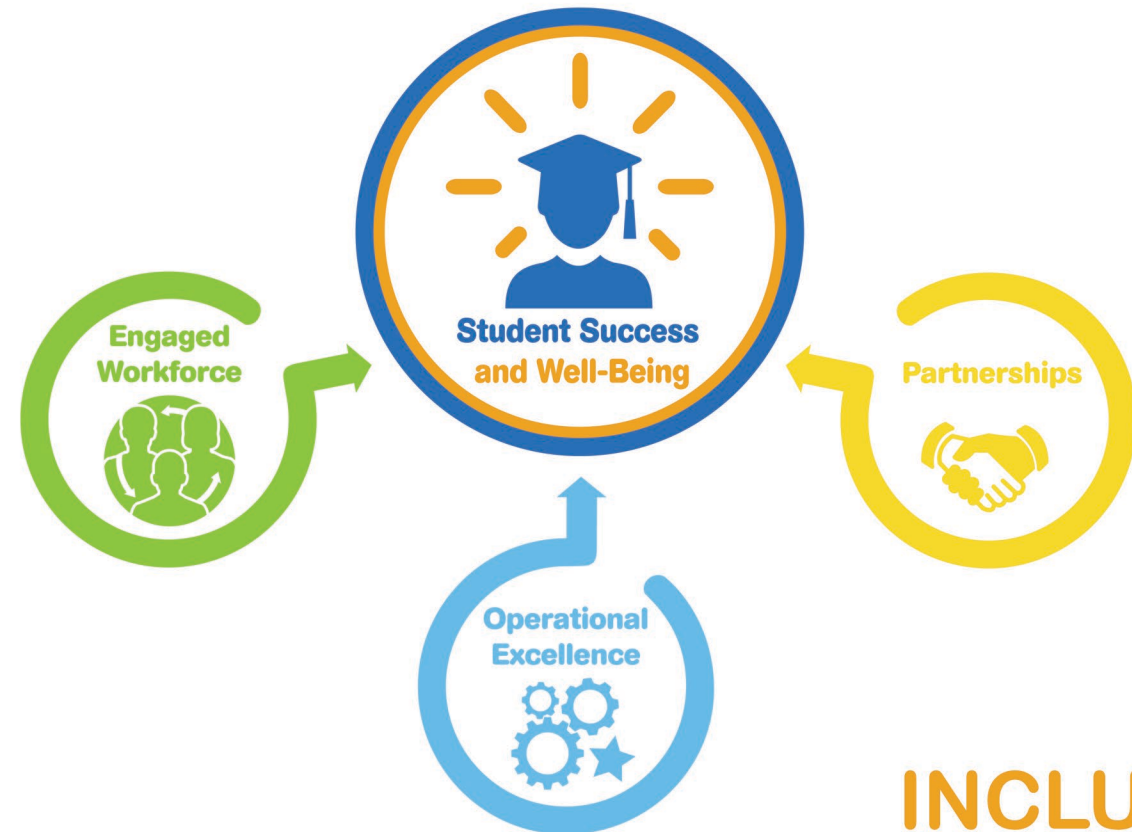 Student Success
and Well-Being
Engaged
Workforce
Partnerships
Operational
Excellence
INCLU